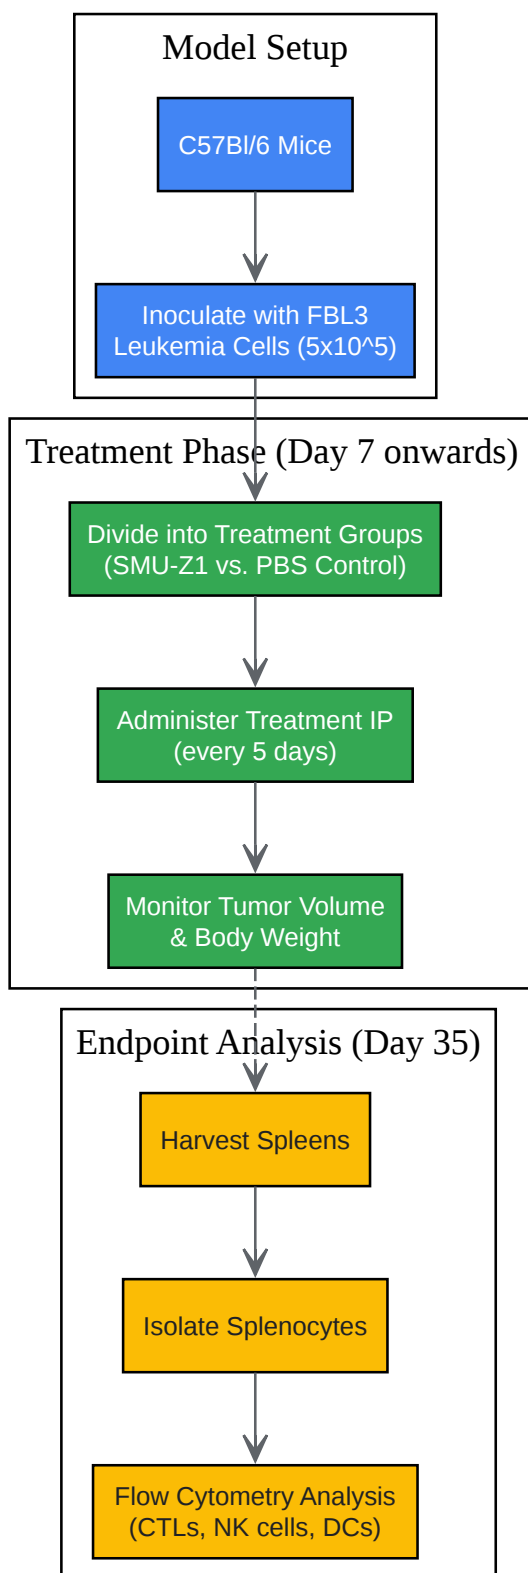 Model Setup
C57Bl/6 Mice
Inoculate with FBL3
Leukemia Cells (5x10^5)
Treatment Phase (Day 7 onwards)
Divide into Treatment Groups
(SMU-Z1 vs. PBS Control)
Administer Treatment IP
(every 5 days)
Monitor Tumor Volume
& Body Weight
Endpoint Analysis (Day 35)
Harvest Spleens
Isolate Splenocytes
Flow Cytometry Analysis
(CTLs, NK cells, DCs)